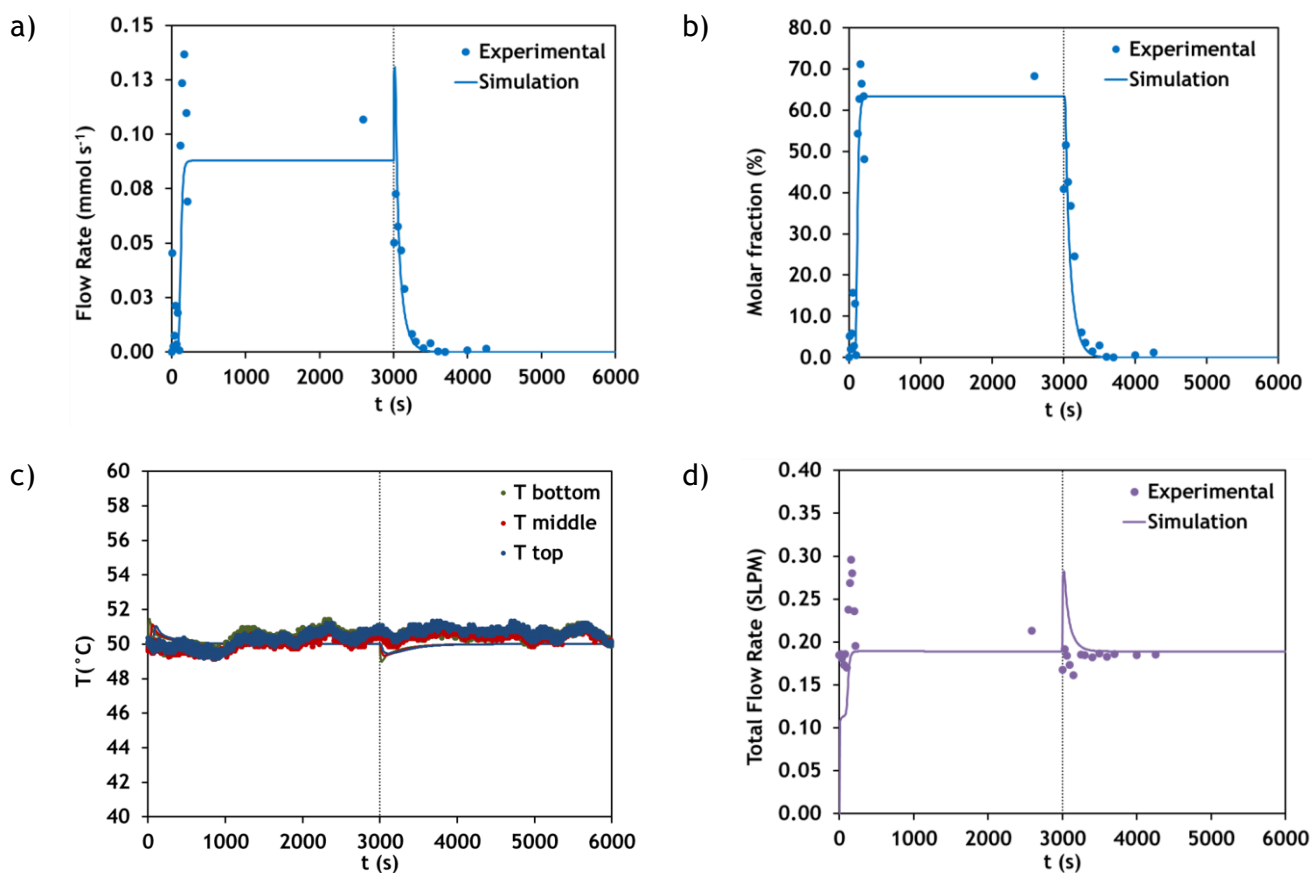 a)
Flow Rate (mmol s⁻¹)
0.15
0.13
0.10
0.08
0.05
0.03
0.00
Experimental
Simulation
0 1000 2000 3000 4000 5000 6000
t (s)
b)
Molar fraction (%)
80.0
70.0
60.0
50.0
40.0
30.0
20.0
10.0
0.0
Experimental
Simulation
0 1000 2000 3000 4000 5000 6000
t (s)
c)
T(°C)
60
58
56
54
52
50
48
46
44
42
40
T bottom
T middle
T top
0 1000 2000 3000 4000 5000 6000
t (s)
d)
Total Flow Rate (SLPM)
0.40
0.35
0.30
0.25
0.20
0.15
0.10
0.05
0.00
Experimental
Simulation
0 1000 2000 3000 4000 5000 6000
t (s)